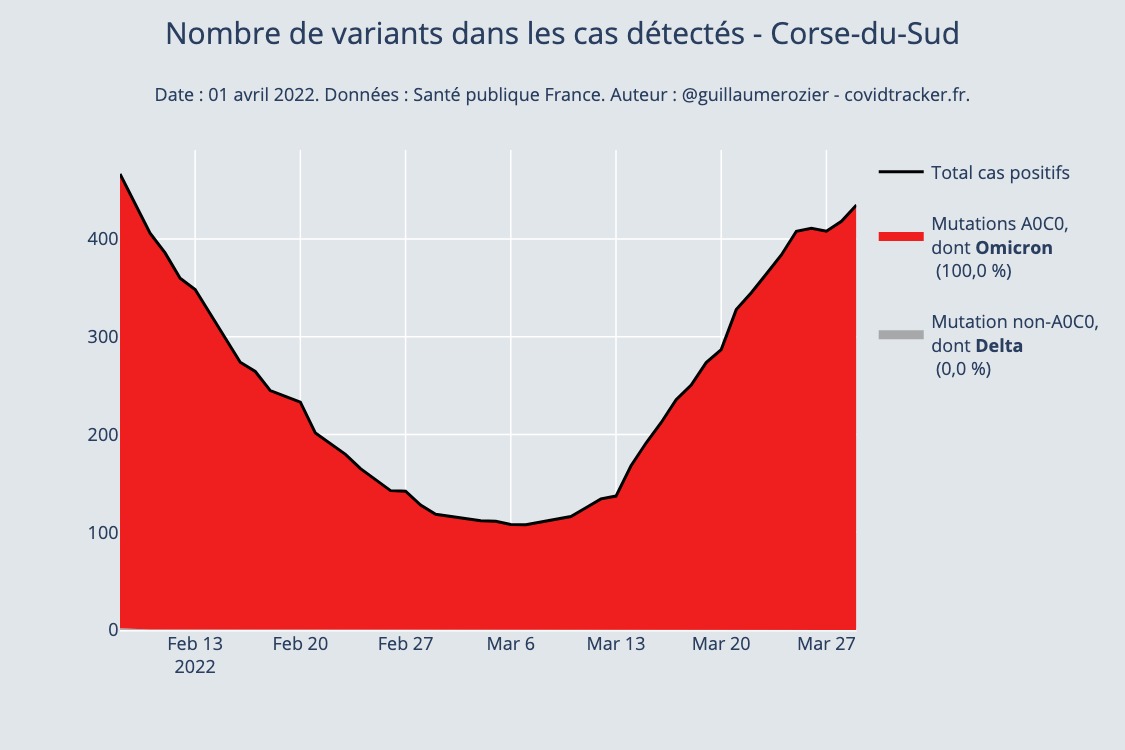 Nombre de variants dans les cas détectés - Corse-du-Sud
Date : 01 avril 2022. Données : Santé publique France. Auteur : @guillaumerozier - covidtracker.fr.
Total cas positifs
Mutations A0C0,
dont Omicron
(100,0 %)
Mutation non-A0C0,
dont Delta
(0,0 %)
400
300
200
100
0
Feb 13
2022
Feb 20
Feb 27
Mar 6
Mar 13
Mar 20
Mar 27